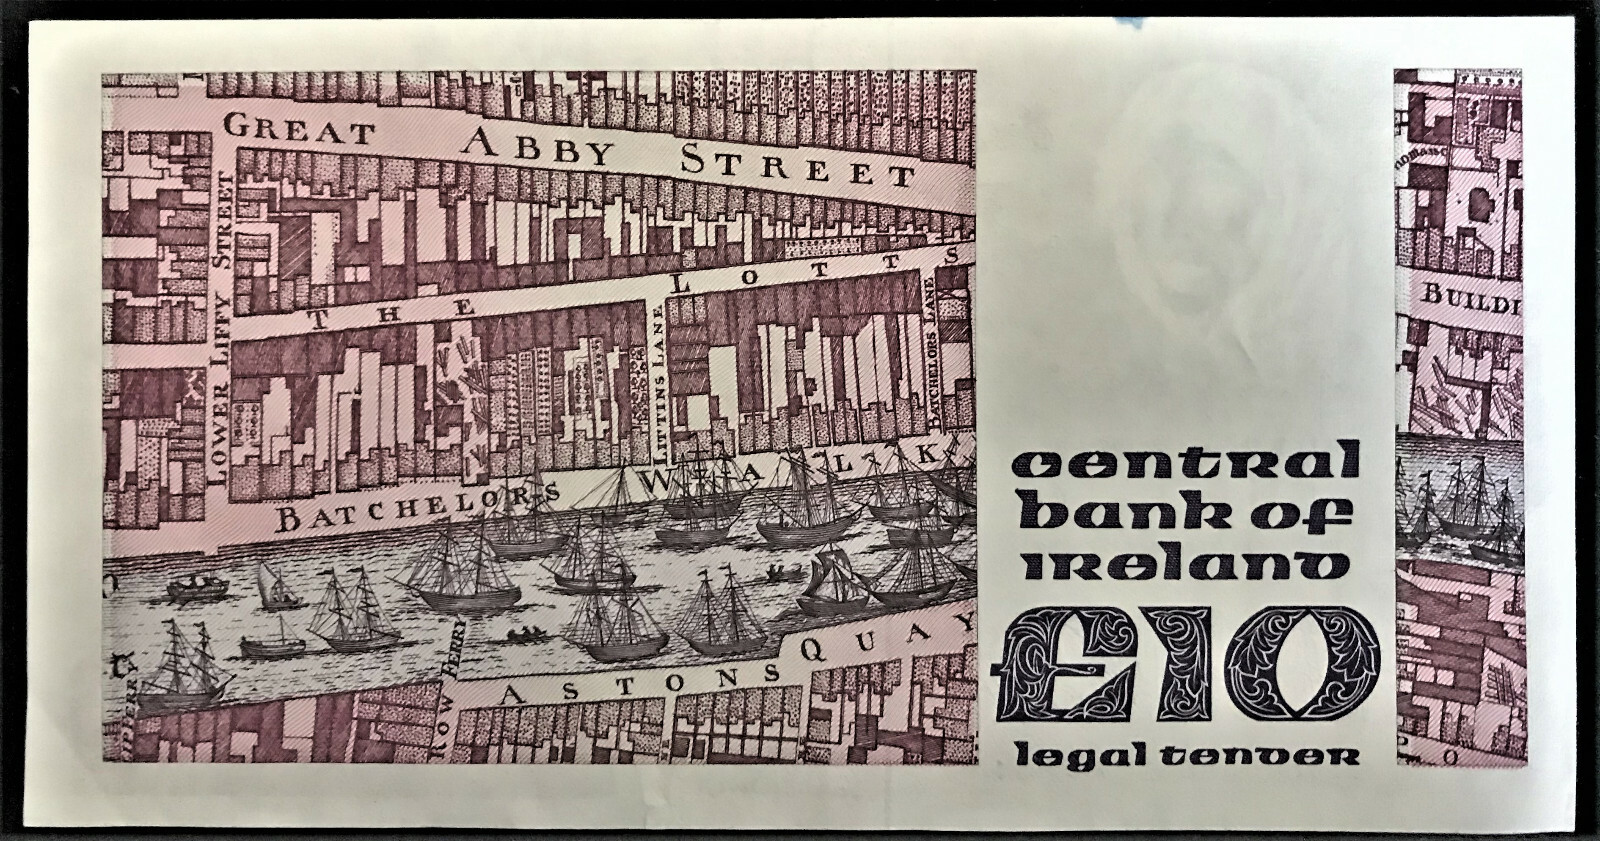 GREAT ABBY STREET
LOWER LIFFY STREET
THE LOTTS
LITTINS LANE
BATCHELORS LANE
BATCHELORS WALK
FERRY
ROW
ASTONS QUAY
BUILDI
central
bank of
ireland
£10
legal tender